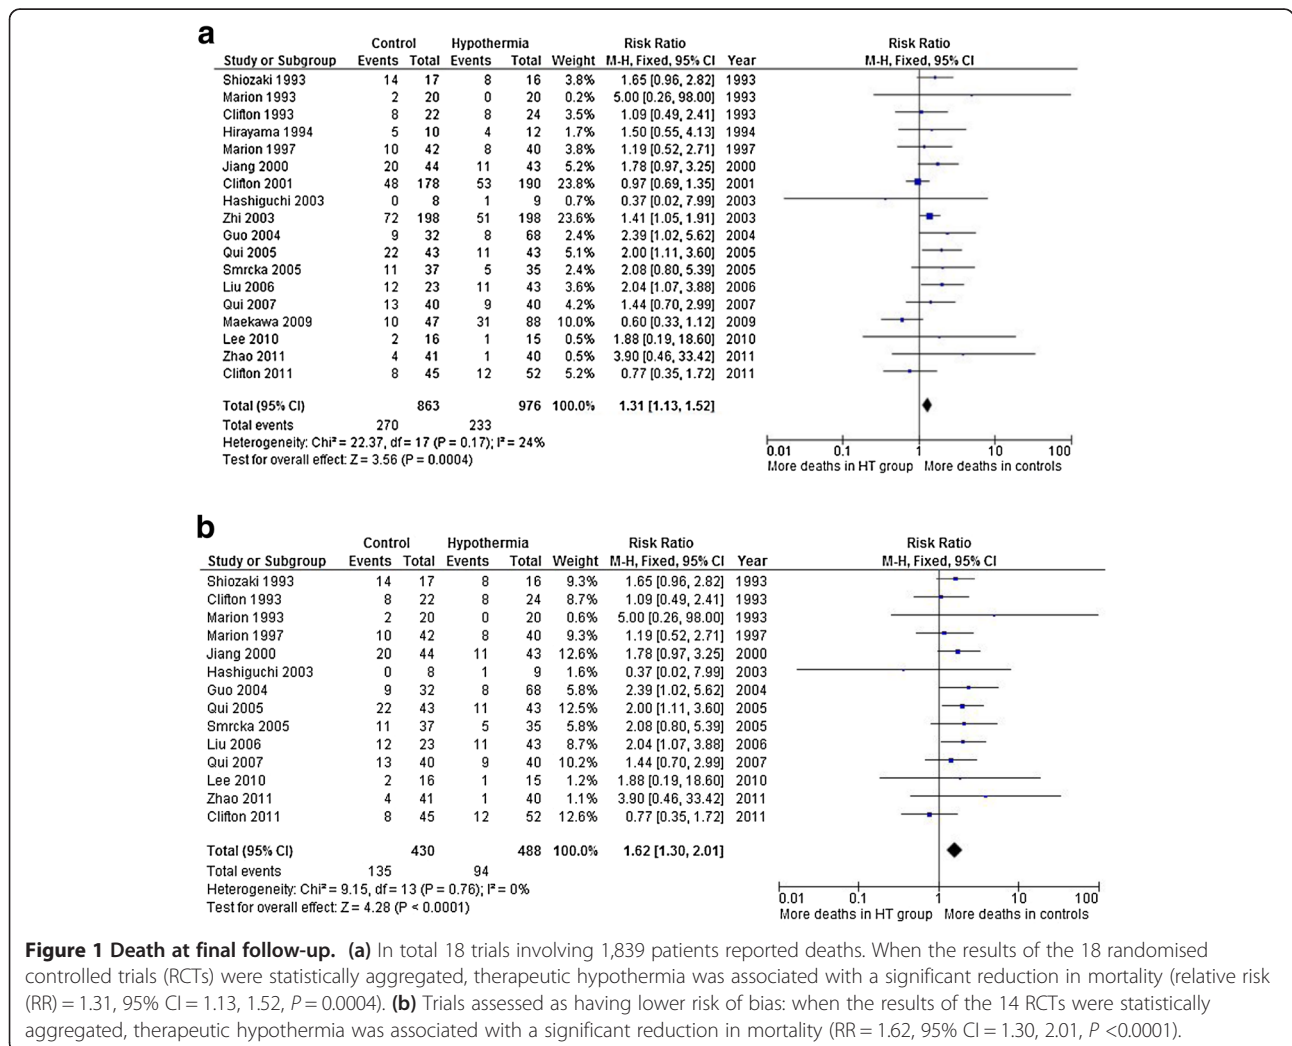 a
Control Hypothermia Risk Ratio Risk Ratio
Study or Subgroup Events Total Events Total Weight M-H, Fixed, 95% CI Year M-H, Fixed, 95% CI
Shiozaki 1993 14 17 8 16 3.8% 1.65 [0.96, 2.82] 1993
Marion 1993 2 20 0 20 0.2% 5.00 [0.26, 98.00] 1993
Clifton 1993 8 22 8 24 3.5% 1.09 [0.49, 2.41] 1993
Hirayama 1994 5 10 4 12 1.7% 1.50 [0.55, 4.13] 1994
Marion 1997 10 42 8 40 3.8% 1.19 [0.52, 2.71] 1997
Jiang 2000 20 44 11 43 5.2% 1.78 [0.97, 3.25] 2000
Clifton 2001 48 178 53 190 23.8% 0.97 [0.69, 1.35] 2001
Hashiguchi 2003 0 8 1 9 0.7% 0.37 [0.02, 7.99] 2003
Zhi 2003 72 198 51 198 23.6% 1.41 [1.05, 1.91] 2003
Guo 2004 9 32 8 68 2.4% 2.39 [1.02, 5.62] 2004
Qui 2005 22 43 11 43 5.1% 2.00 [1.11, 3.60] 2005
Smrcka 2005 11 37 5 35 2.4% 2.08 [0.80, 5.39] 2005
Liu 2006 12 23 11 43 3.6% 2.04 [1.07, 3.88] 2006
Qui 2007 13 40 9 40 4.2% 1.44 [0.70, 2.99] 2007
Maekawa 2009 10 47 31 88 10.0% 0.60 [0.33, 1.12] 2009
Lee 2010 2 16 1 15 0.5% 1.88 [0.19, 18.60] 2010
Zhao 2011 4 41 1 40 0.5% 3.90 [0.46, 33.42] 2011
Clifton 2011 8 45 12 52 5.2% 0.77 [0.35, 1.72] 2011
Total (95% CI) 863 976 100.0% 1.31 [1.13, 1.52]
Total events 270 233
Heterogeneity: Chi² = 22.37, df = 17 (P = 0.17); I² = 24%
Test for overall effect: Z = 3.56 (P = 0.0004)
0.01 0.1 1 10 100
More deaths in HT group More deaths in controls
b
Control Hypothermia Risk Ratio Risk Ratio
Study or Subgroup Events Total Events Total Weight M-H, Fixed, 95% CI Year M-H, Fixed, 95% CI
Shiozaki 1993 14 17 8 16 9.3% 1.65 [0.96, 2.82] 1993
Clifton 1993 8 22 8 24 8.7% 1.09 [0.49, 2.41] 1993
Marion 1993 2 20 0 20 0.6% 5.00 [0.26, 98.00] 1993
Marion 1997 10 42 8 40 9.3% 1.19 [0.52, 2.71] 1997
Jiang 2000 20 44 11 43 12.6% 1.78 [0.97, 3.25] 2000
Hashiguchi 2003 0 8 1 9 1.6% 0.37 [0.02, 7.99] 2003
Guo 2004 9 32 8 68 5.8% 2.39 [1.02, 5.62] 2004
Qui 2005 22 43 11 43 12.5% 2.00 [1.11, 3.60] 2005
Smrcka 2005 11 37 5 35 5.8% 2.08 [0.80, 5.39] 2005
Liu 2006 12 23 11 43 8.7% 2.04 [1.07, 3.88] 2006
Qui 2007 13 40 9 40 10.2% 1.44 [0.70, 2.99] 2007
Lee 2010 2 16 1 15 1.2% 1.88 [0.19, 18.60] 2010
Zhao 2011 4 41 1 40 1.1% 3.90 [0.46, 33.42] 2011
Clifton 2011 8 45 12 52 12.6% 0.77 [0.35, 1.72] 2011
Total (95% CI) 430 488 100.0% 1.62 [1.30, 2.01]
Total events 135 94
Heterogeneity: Chi² = 9.15, df = 13 (P = 0.76); I² = 0%
Test for overall effect: Z = 4.28 (P < 0.0001)
0.01 0.1 1 10 100
More deaths in HT group More deaths in controls
Figure 1 Death at final follow-up. (a) In total 18 trials involving 1,839 patients reported deaths. When the results of the 18 randomised
controlled trials (RCTs) were statistically aggregated, therapeutic hypothermia was associated with a significant reduction in mortality (relative risk
(RR) = 1.31, 95% CI = 1.13, 1.52, P = 0.0004). (b) Trials assessed as having lower risk of bias: when the results of the 14 RCTs were statistically
aggregated, therapeutic hypothermia was associated with a significant reduction in mortality (RR = 1.62, 95% CI = 1.30, 2.01, P <0.0001).